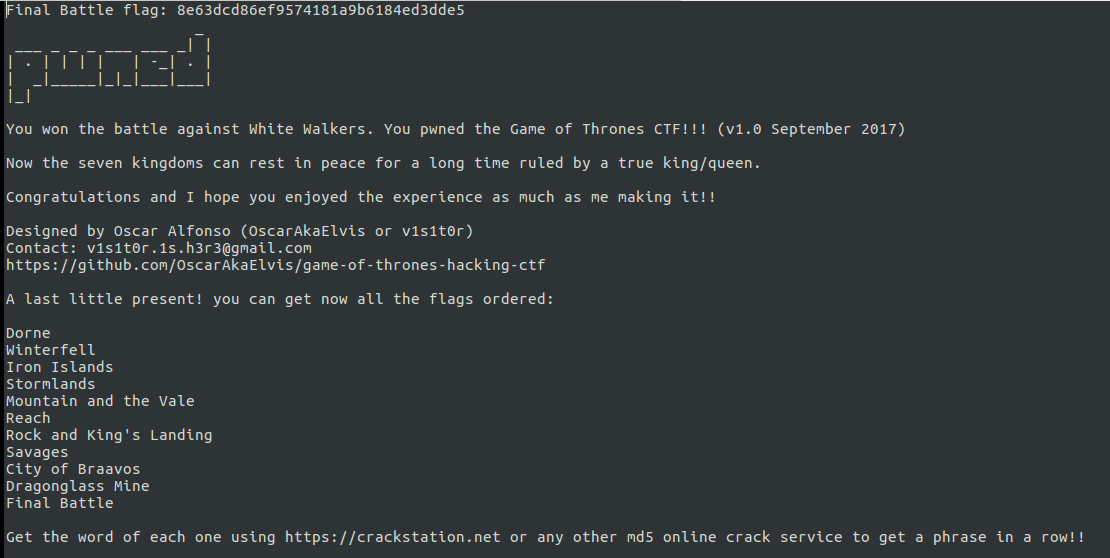 Final Battle flag: 8e63dcd86ef9574181a9b6184ed3dde5
pwned
You won the battle against White Walkers. You pwned the Game of Thrones CTF!!! (v1.0 September 2017)
Now the seven kingdoms can rest in peace for a long time ruled by a true king/queen.
Congratulations and I hope you enjoyed the experience as much as me making it!!
Designed by Oscar Alfonso (OscarAkaElvis or v1s1t0r)
Contact: v1s1t0r.1s.h3r3@gmail.com
https://github.com/OscarAkaElvis/game-of-thrones-hacking-ctf
A last little present! you can get now all the flags ordered:
Dorne
Winterfell
Iron Islands
Stormlands
Mountain and the Vale
Reach
Rock and King's Landing
Savages
City of Braavos
Dragonglass Mine
Final Battle
Get the word of each one using https://crackstation.net or any other md5 online crack service to get a phrase in a row!!